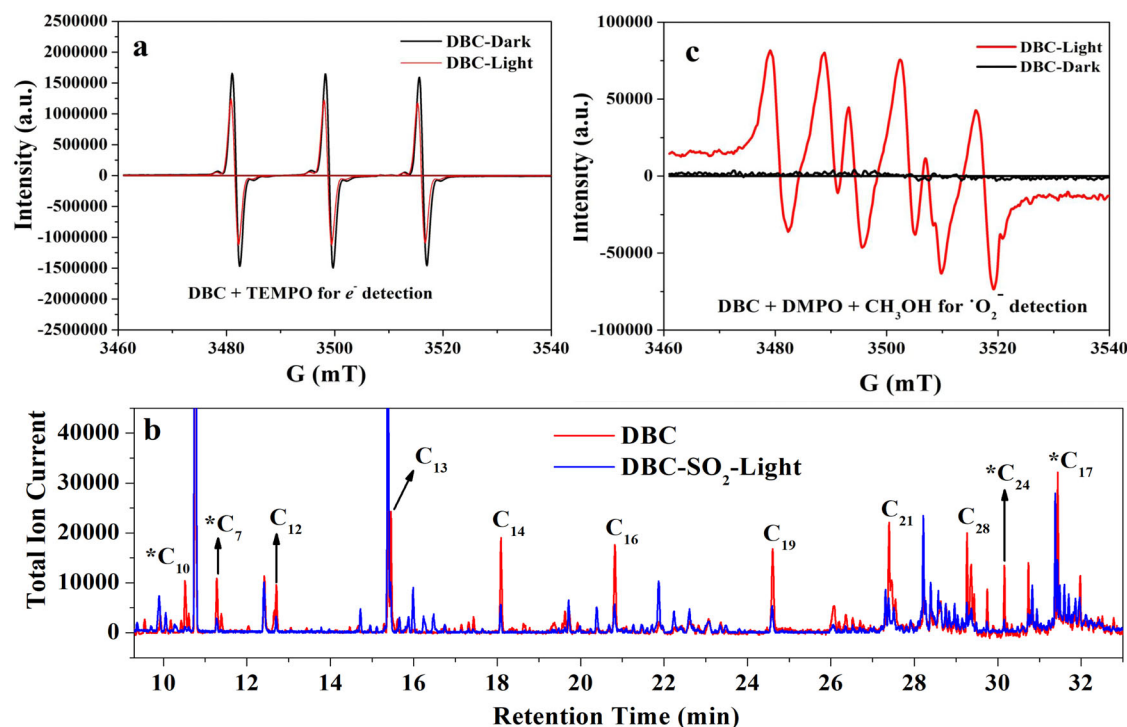 a
DBC-Dark
DBC-Light
2500000
2000000
1500000
1000000
500000
0
-500000
-1000000
-1500000
-2000000
-2500000
Intensity (a.u.)
DBC + TEMPO for e⁻ detection
3460
3480
3500
3520
3540
G (mT)
c
DBC-Light
DBC-Dark
100000
50000
0
-50000
-100000
Intensity (a.u.)
DBC + DMPO + CH₃OH for ·O₂⁻ detection
3460
3480
3500
3520
3540
G (mT)
b
DBC
DBC-SO₂-Light
40000
30000
20000
10000
0
Total Ion Current
*C₁₀
*C₇
C₁₂
C₁₃
C₁₄
C₁₆
C₁₉
C₂₁
C₂₈
*C₂₄
*C₁₇
10
12
14
16
18
20
22
24
26
28
30
32
Retention Time (min)